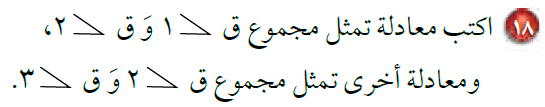 ١٨ اكتب معادلة تمثل مجموع ق ∠ ١ وَ ق ∠ ٢،
ومعادلة أخرى تمثل مجموع ق ∠ ٢ وَ ق ∠ ٣.